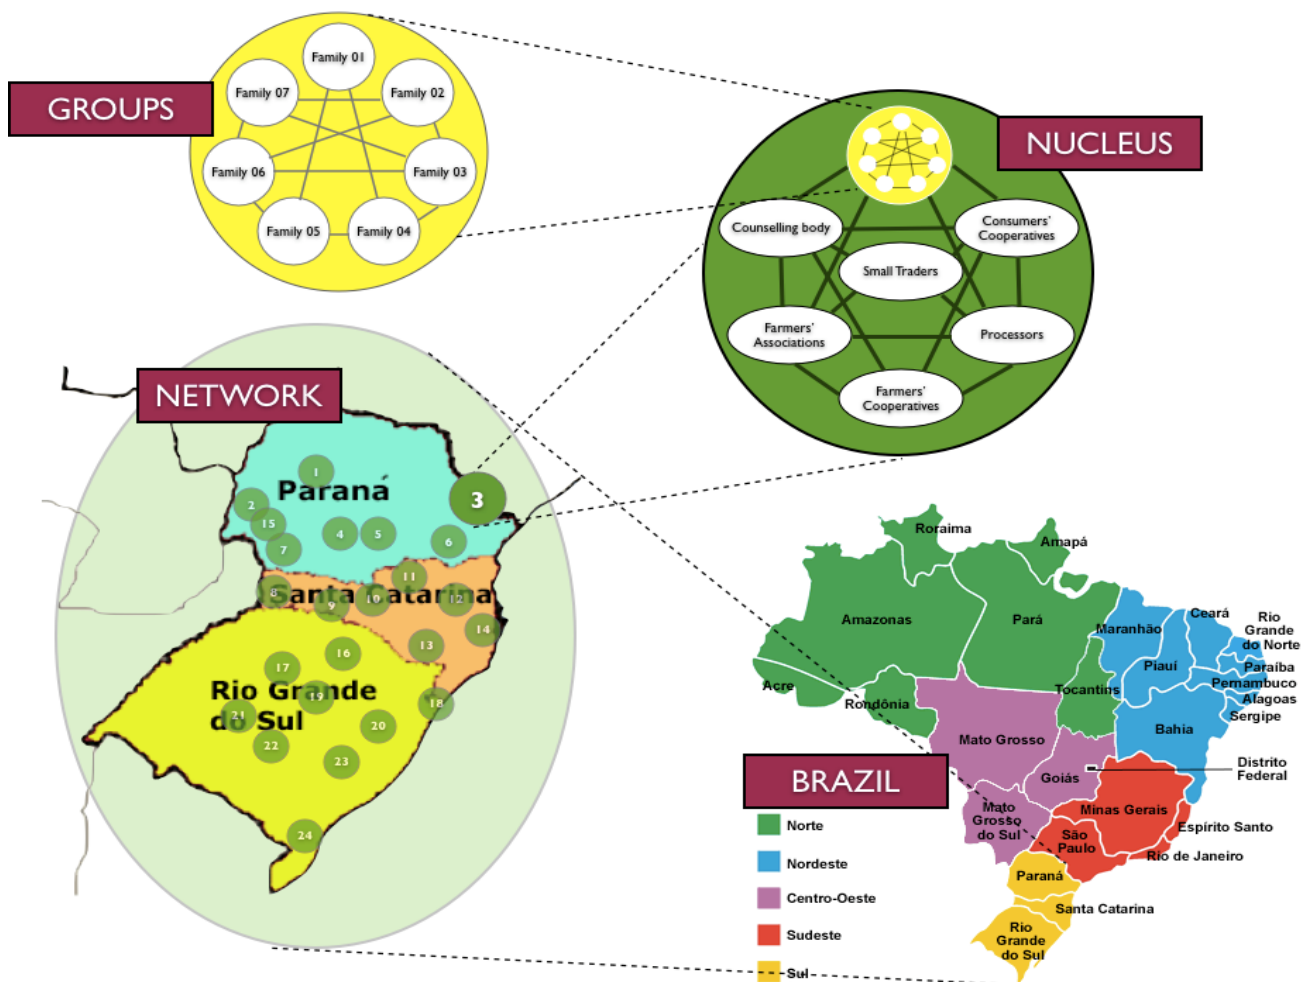 GROUPS
Family 01
Family 07
Family 02
Family 06
Family 03
Family 05
Family 04
NUCLEUS
Counselling body
Consumers'
Cooperatives
Small Traders
Farmers'
Associations
Processors
Farmers'
Cooperatives
NETWORK
1
Paraná
2
3
15
4
5
6
7
8
Santa Catarina
9
10
11
12
13
14
16
17
Rio Grande
do Sul
18
19
20
21
22
23
24
BRAZIL
Roraima
Amapá
Amazonas
Pará
Maranhão
Ceará
Rio
Grande
do Norte
Piauí
Paraíba
Pernambuco
Alagoas
Sergipe
Acre
Rondônia
Tocantins
Bahia
Mato Grosso
Goiás
Distrito
Federal
Mato
Grosso
do Sul
Minas Gerais
Espírito Santo
São
Paulo
Rio de Janeiro
Paraná
Santa Catarina
Rio
Grande
do Sul
Norte
Nordeste
Centro-Oeste
Sudeste
Sul